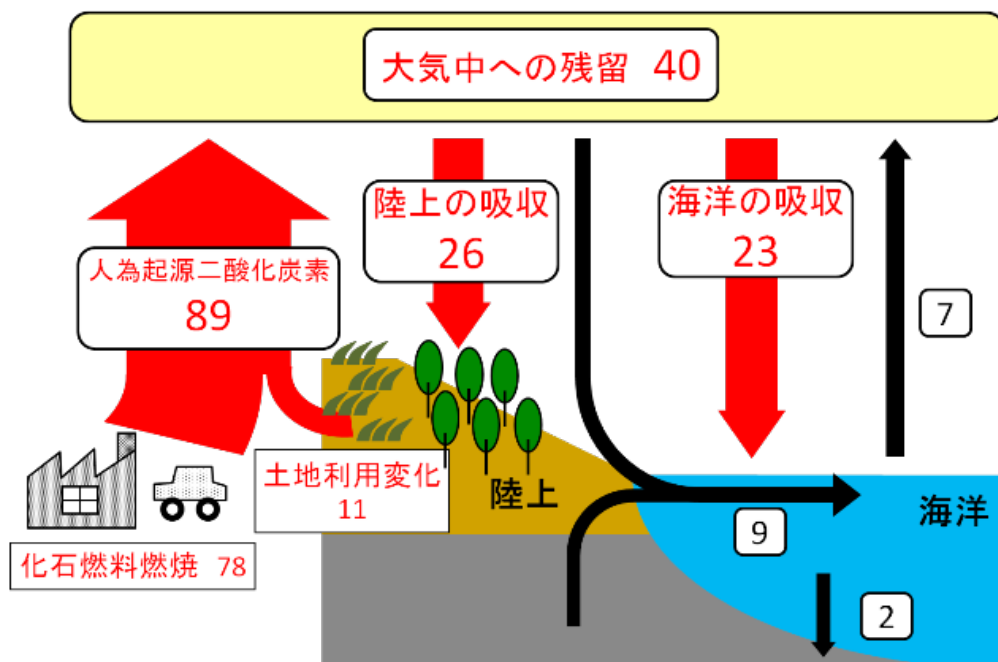 大気中への残留 40
陸上の吸収
26
海洋の吸収
23
人為起源二酸化炭素
89
7
土地利用変化
11
陸上
海洋
9
化石燃料燃焼 78
2